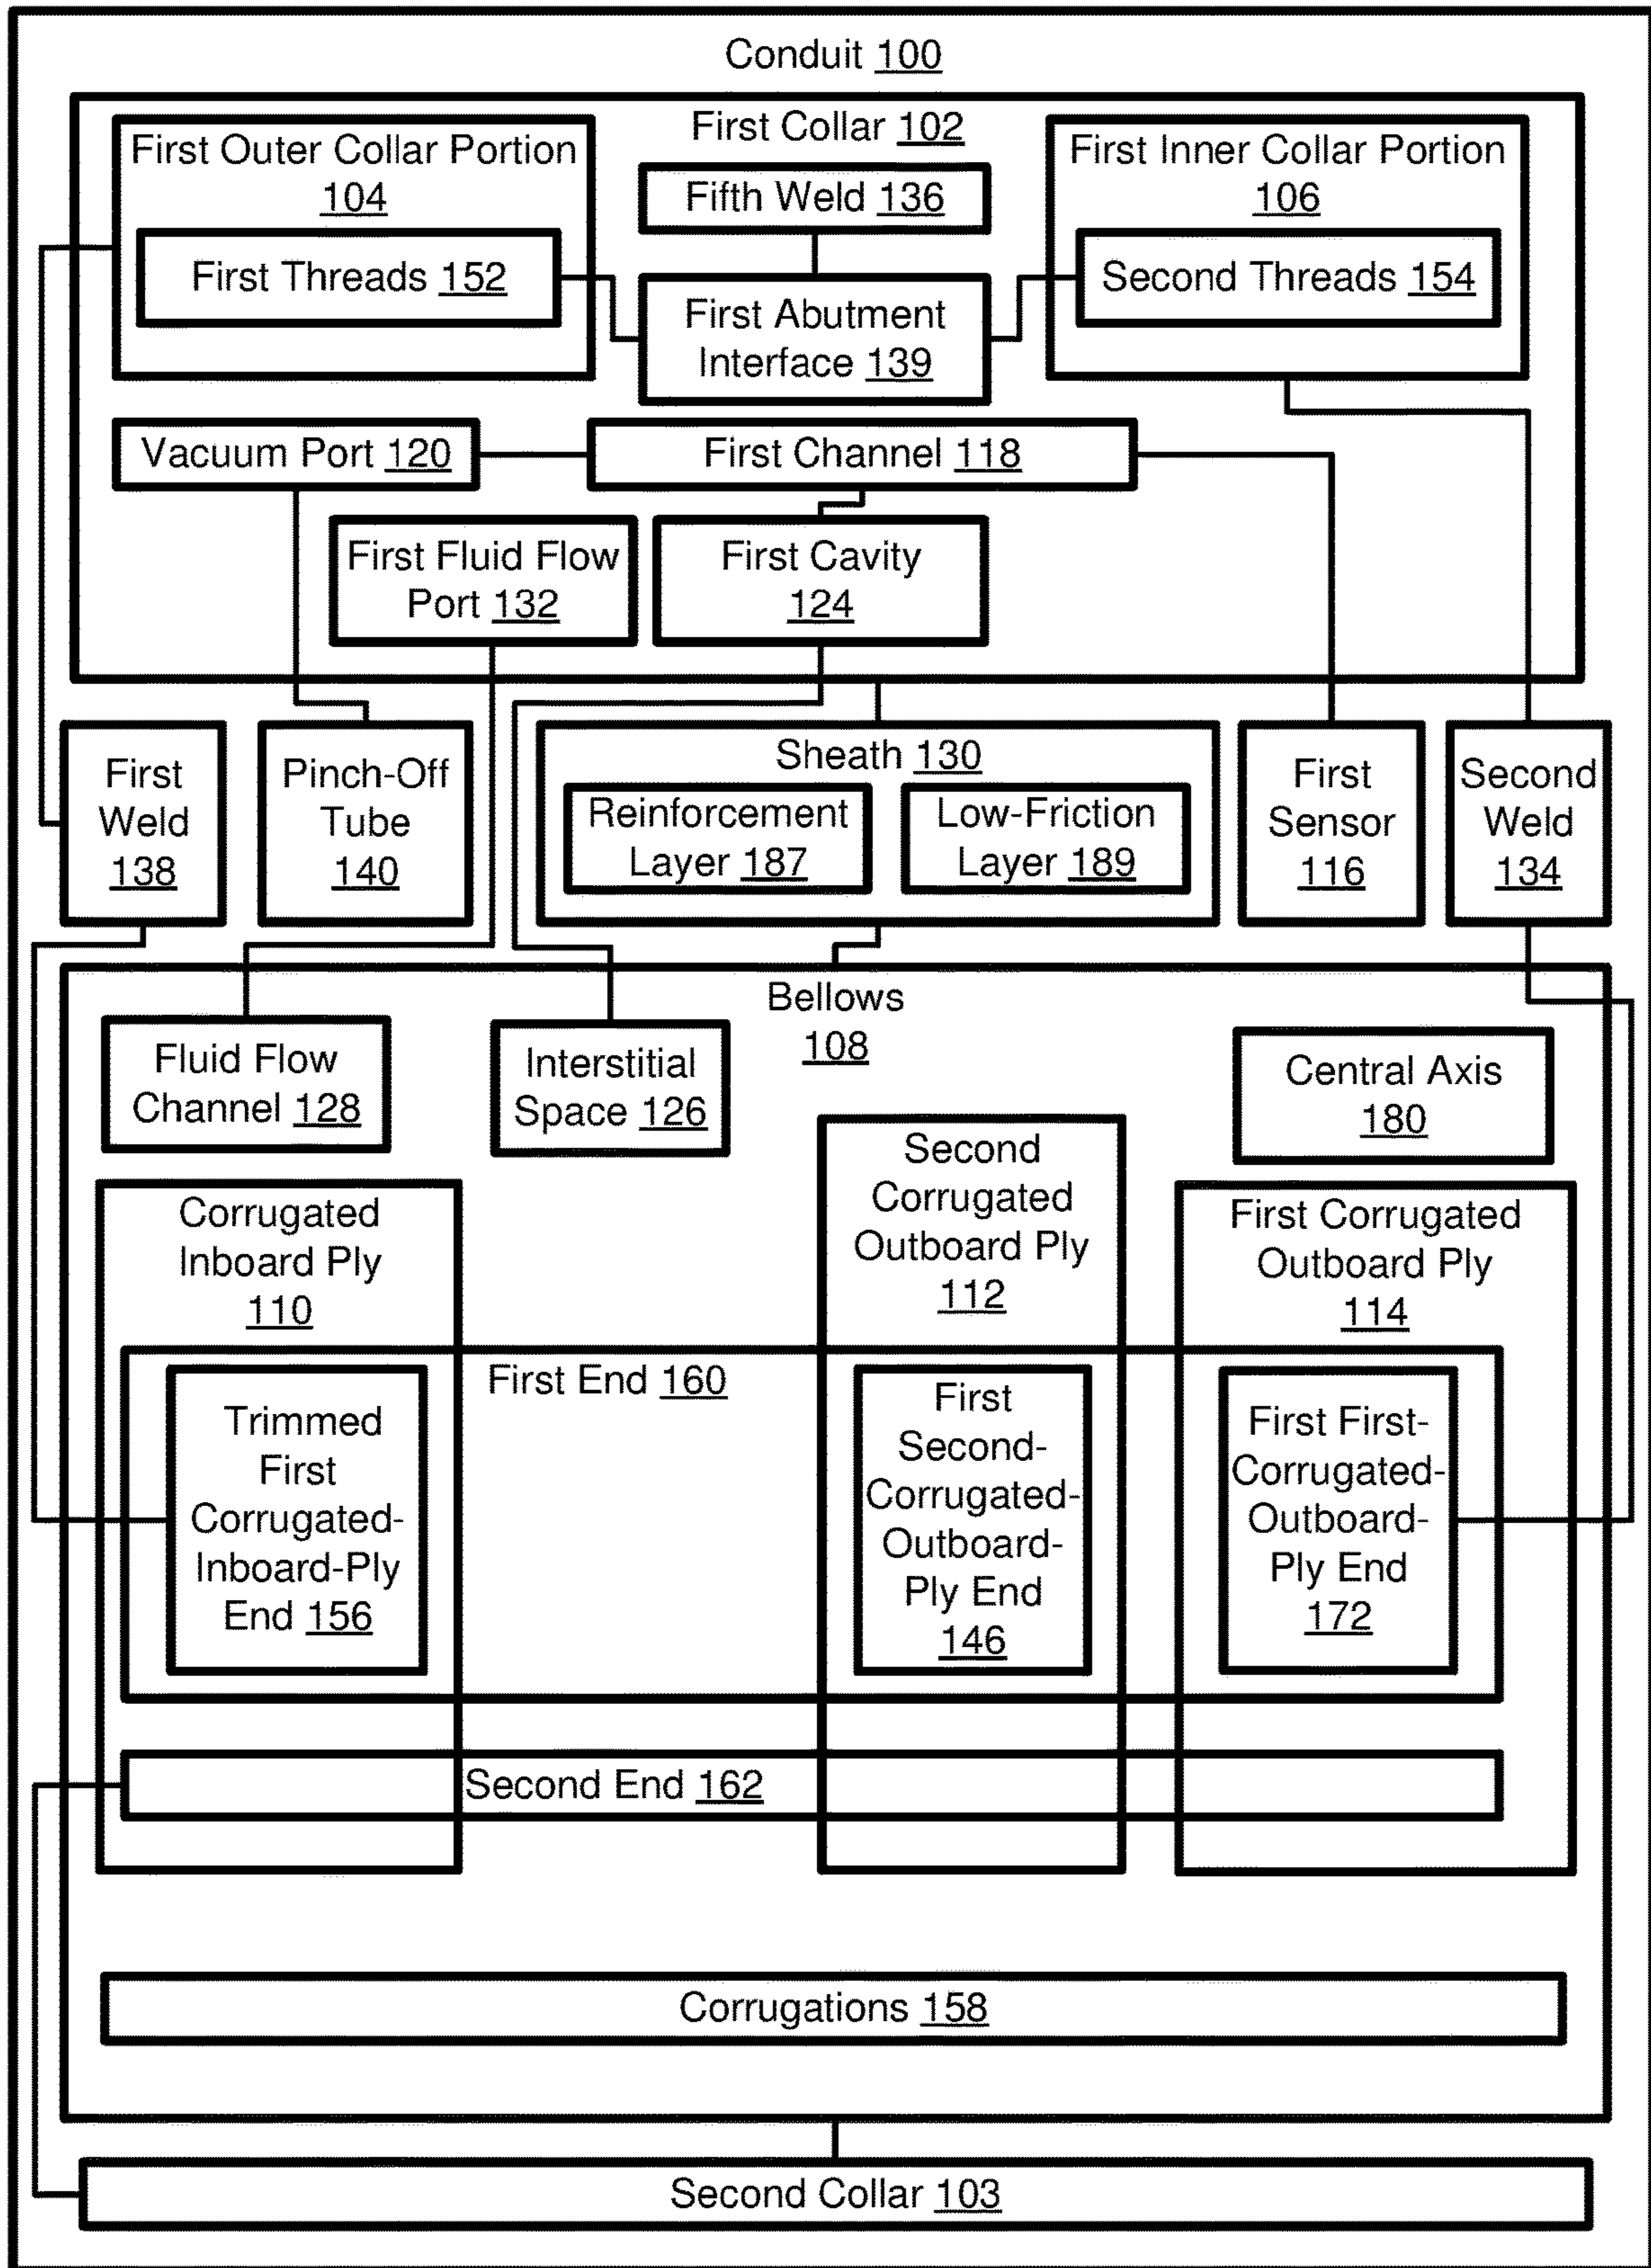 Conduit 100
First Collar 102
First Outer Collar Portion
104
First Threads 152
Fifth Weld 136
First Abutment
Interface 139
First Inner Collar Portion
106
Second Threads 154
Vacuum Port 120
First Channel 118
First Fluid Flow
Port 132
First Cavity
124
First
Weld
138
Pinch-Off
Tube
140
Sheath 130
Reinforcement
Layer 187
Low-Friction
Layer 189
First
Sensor
116
Second
Weld
134
Bellows
108
Fluid Flow
Channel 128
Interstitial
Space 126
Central Axis
180
Corrugated
Inboard Ply
110
Second
Corrugated
Outboard Ply
112
First Corrugated
Outboard Ply
114
First End 160
Trimmed
First
Corrugated-
Inboard-Ply
End 156
First
Second-
Corrugated-
Outboard-
Ply End
146
First First-
Corrugated-
Outboard-
Ply End
172
Second End 162
Corrugations 158
Second Collar 103